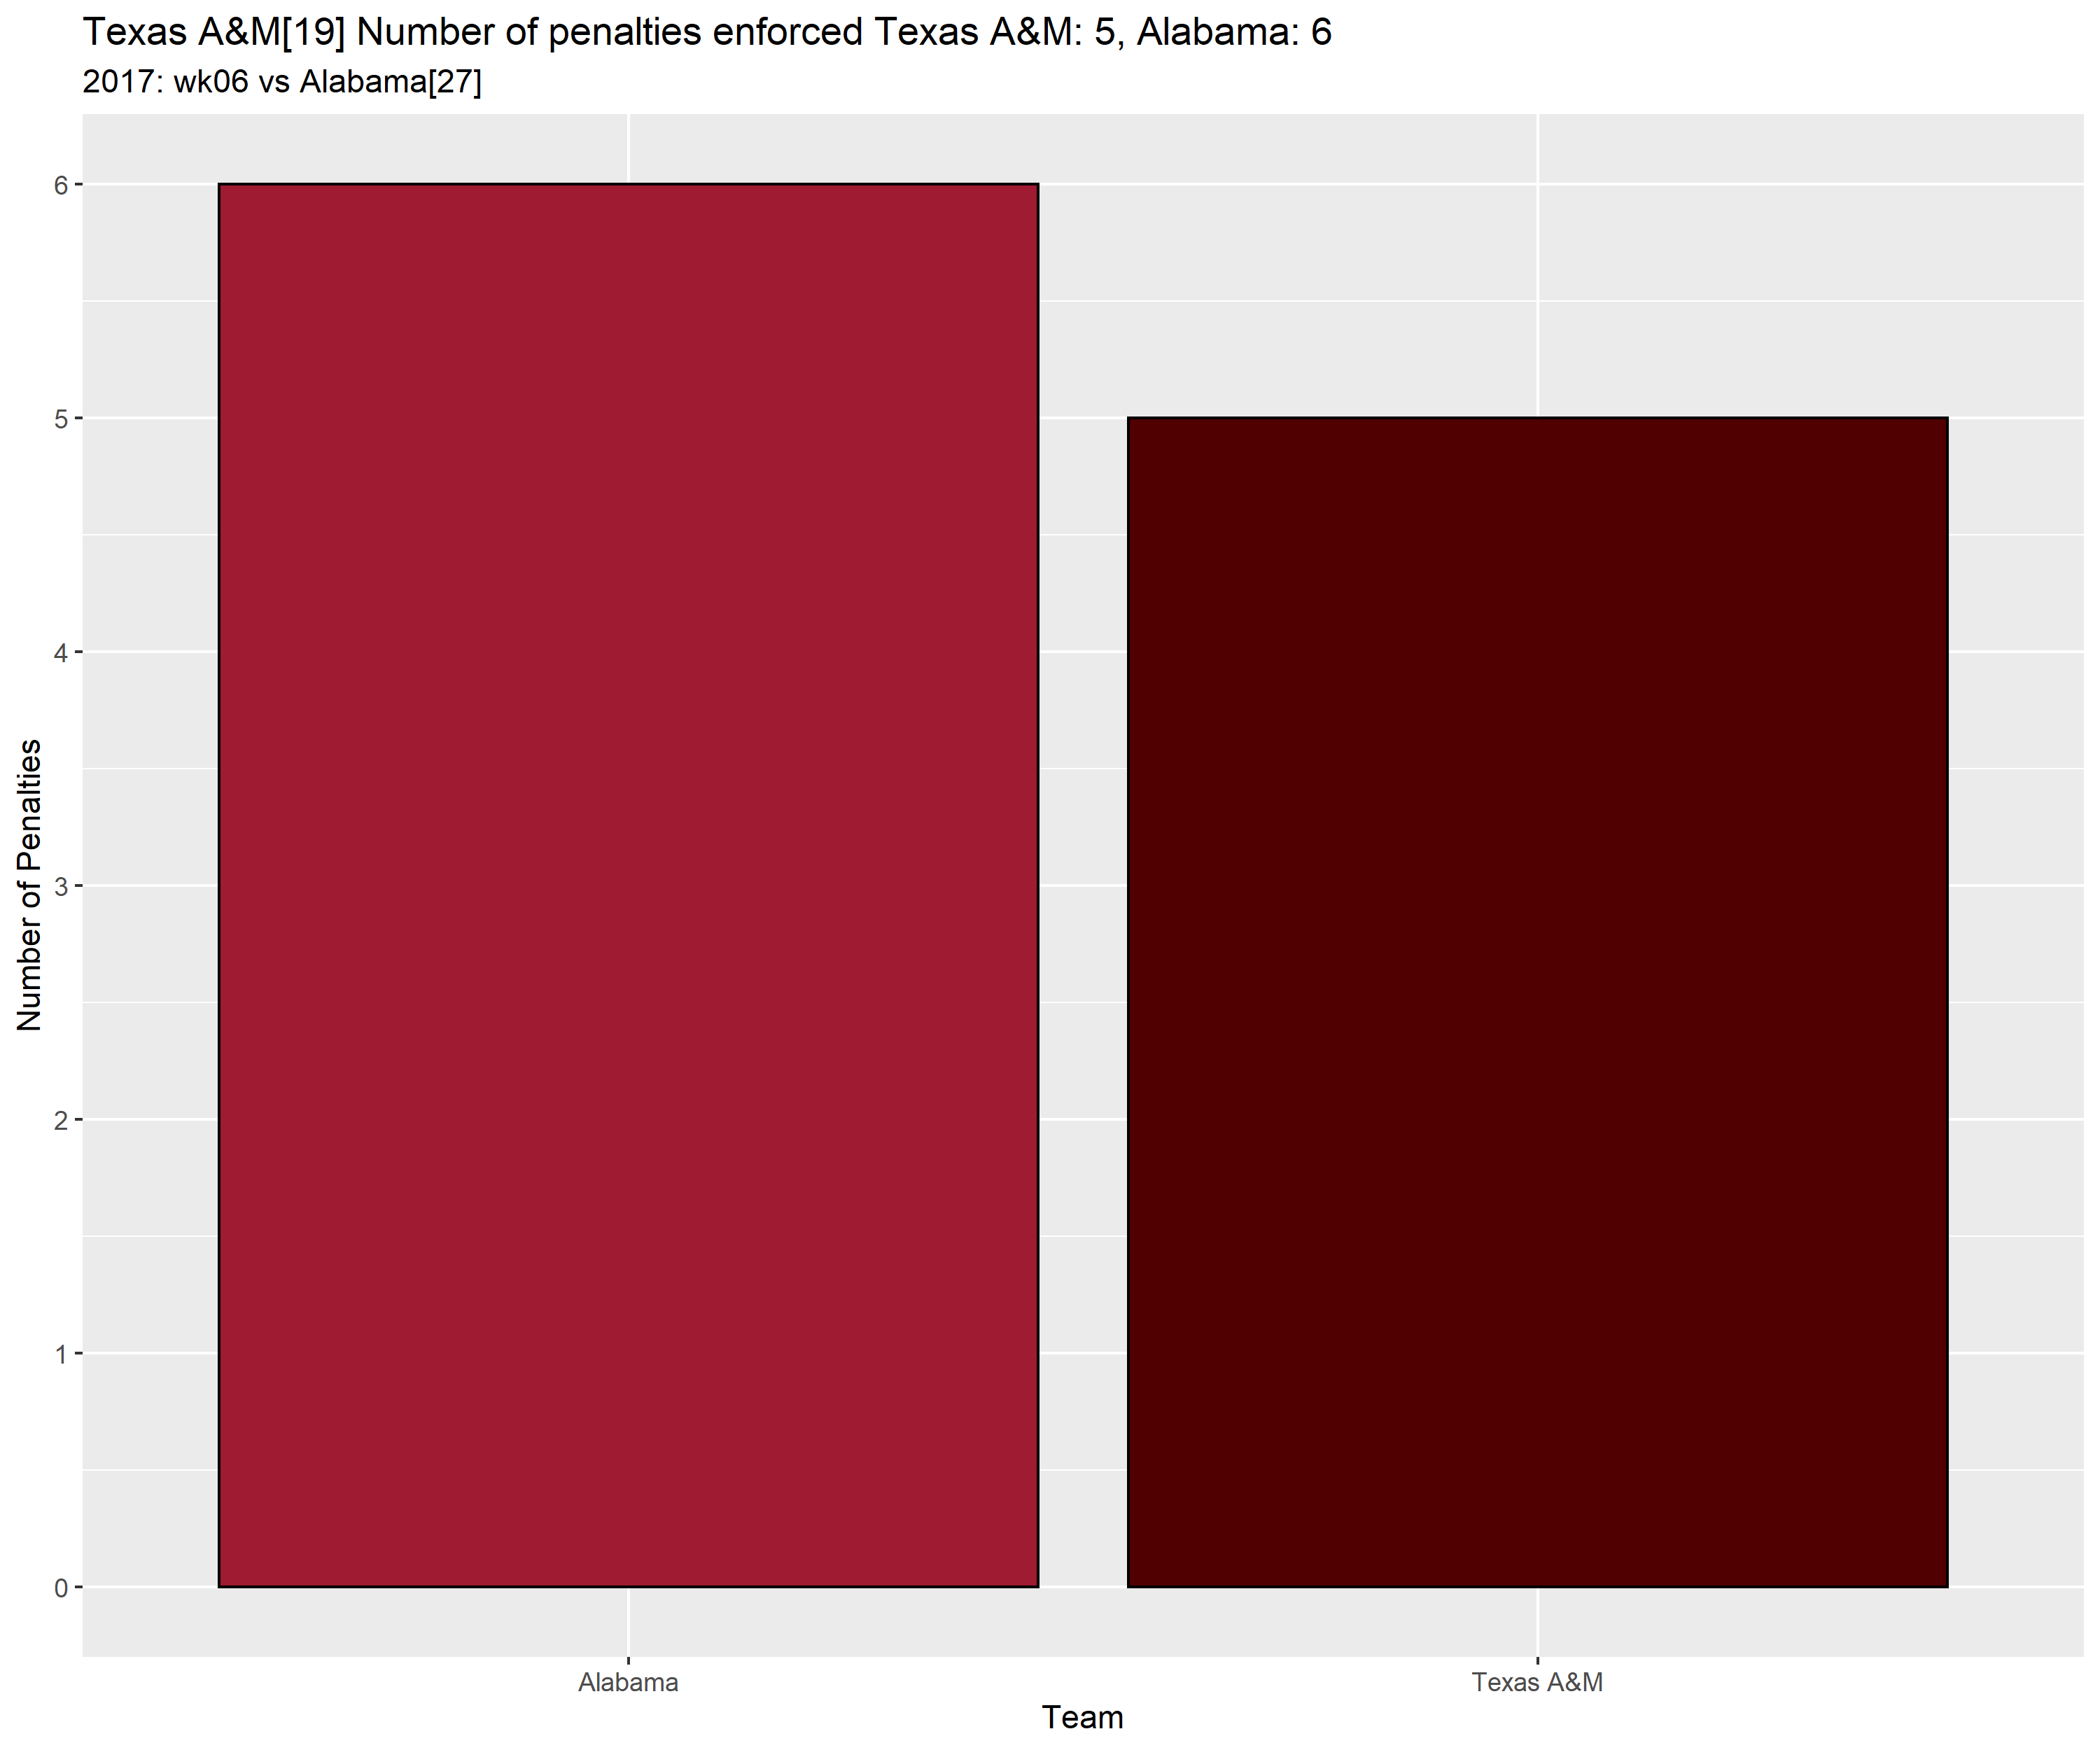 Texas A&M[19] Number of penalties enforced Texas A&M: 5, Alabama: 6
2017: wk06 vs Alabama[27]
Number of Penalties
6
5
4
3
2
1
0
Alabama
Texas A&M
Team